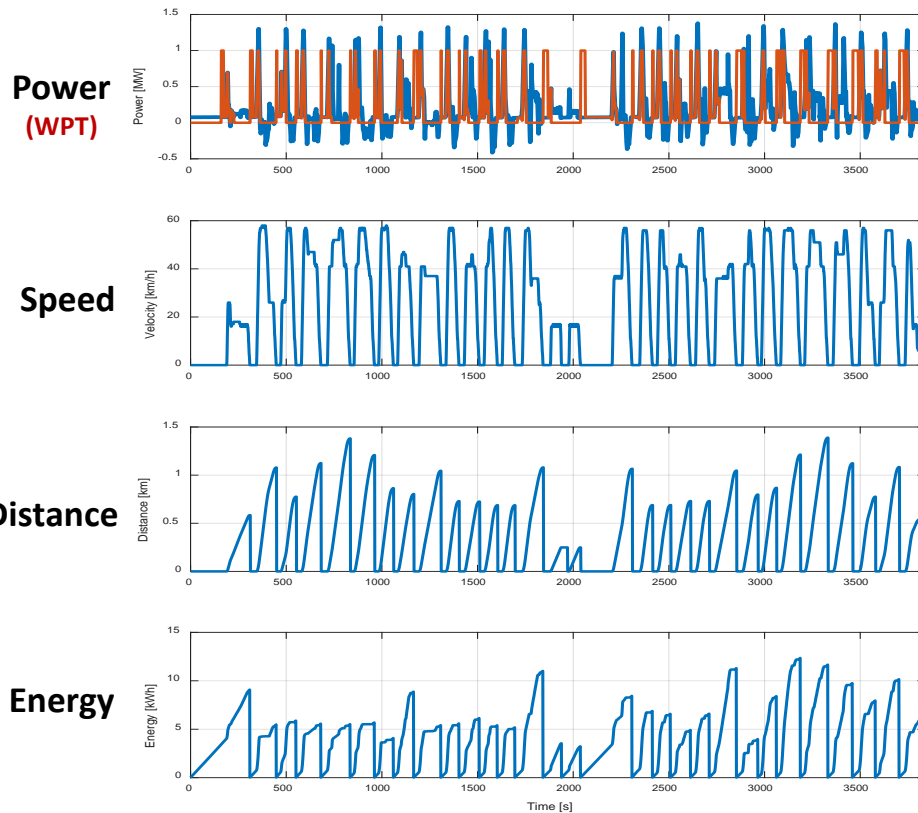 Power
(WPT)
Power [MW]
1.5
1
0.5
0
-0.5
0 500 1000 1500 2000 2500 3000 3500
Speed
Velocity [km/h]
60
40
20
0
0 500 1000 1500 2000 2500 3000 3500
Distance
Distance [km]
1.5
1
0.5
0
0 500 1000 1500 2000 2500 3000 3500
Energy
Energy [kWh]
15
10
5
0
0 500 1000 1500 2000 2500 3000 3500
Time [s]